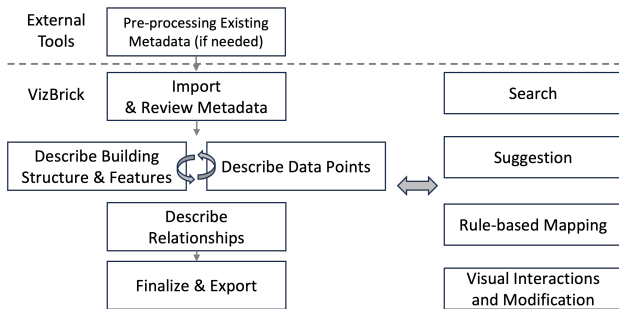 External
Tools
Pre-processing Existing
Metadata (if needed)
VizBrick
Import
& Review Metadata
Search
Describe Building
Structure & Features
Describe Data Points
Suggestion
Describe
Relationships
Rule-based Mapping
Finalize & Export
Visual Interactions
and Modification